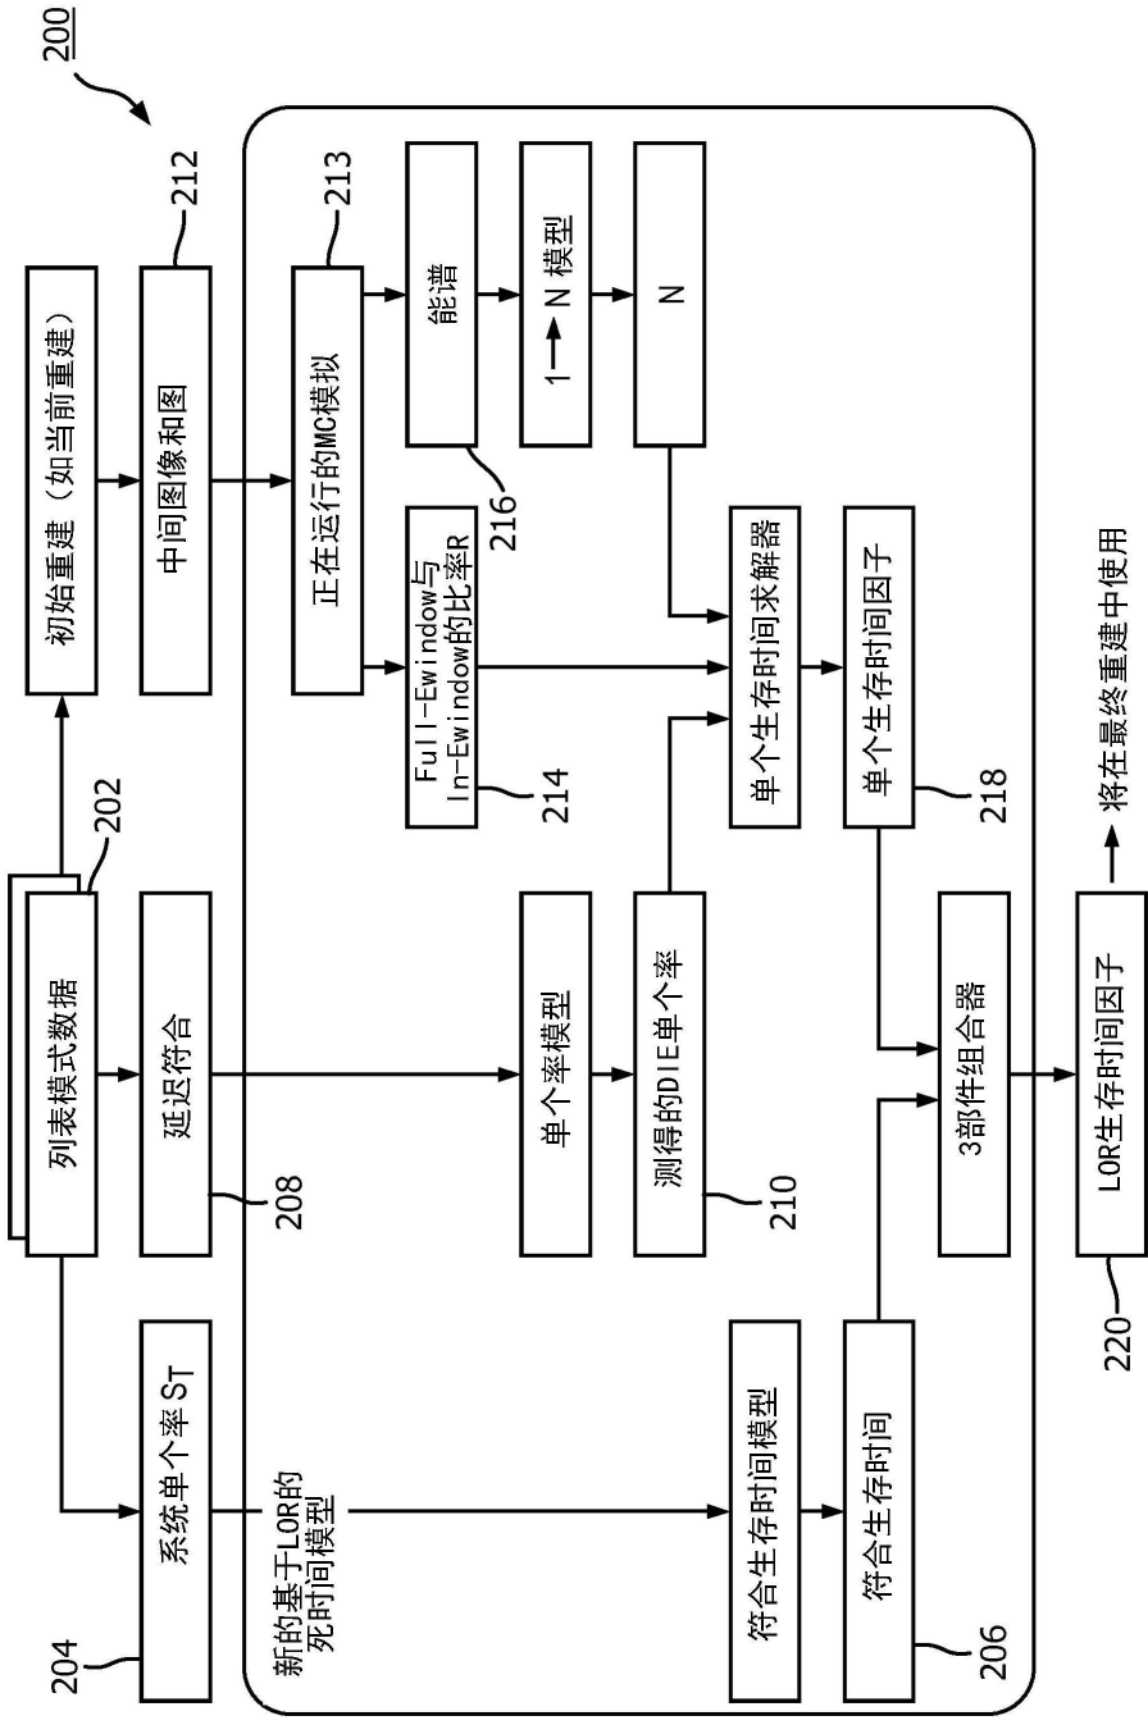 200
列表模式数据
202
初始重建（如当前重建）
204
系统单个率ST
延迟符合
208
中间图像和图
212
新的基于LOR的
死时间模型
正在运行的MC模拟
213
Full-Ewindow与
In-Ewindow的比率R
214
能谱
216
单个率模型
1→N 模型
测得的DIE单个率
210
N
符合生存时间模型
单个生存时间求解器
符合生存时间
206
单个生存时间因子
218
3部件组合器
LOR生存时间因子
220
将在最终重建中使用